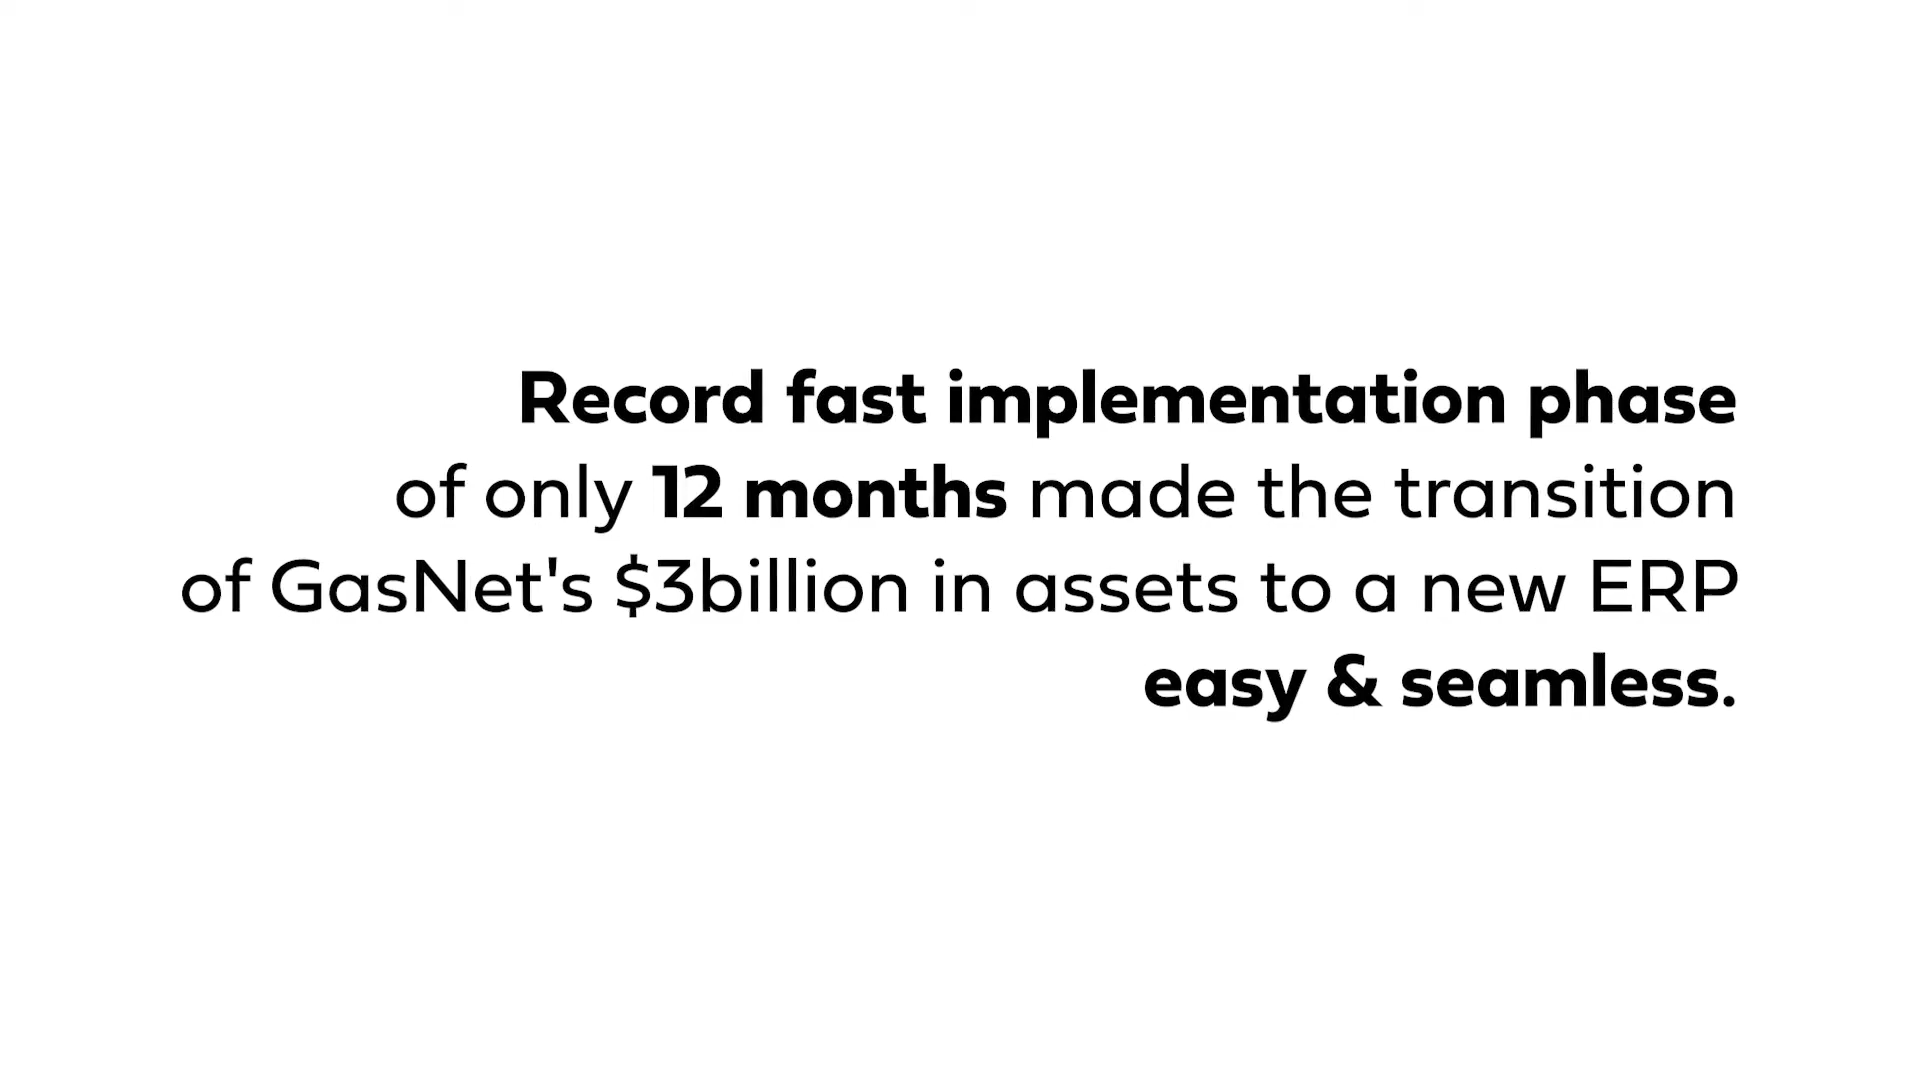 Record fast implementation phase
of only 12 months made the transition
of GasNet's $3billion in assets to a new ERP
easy & seamless.